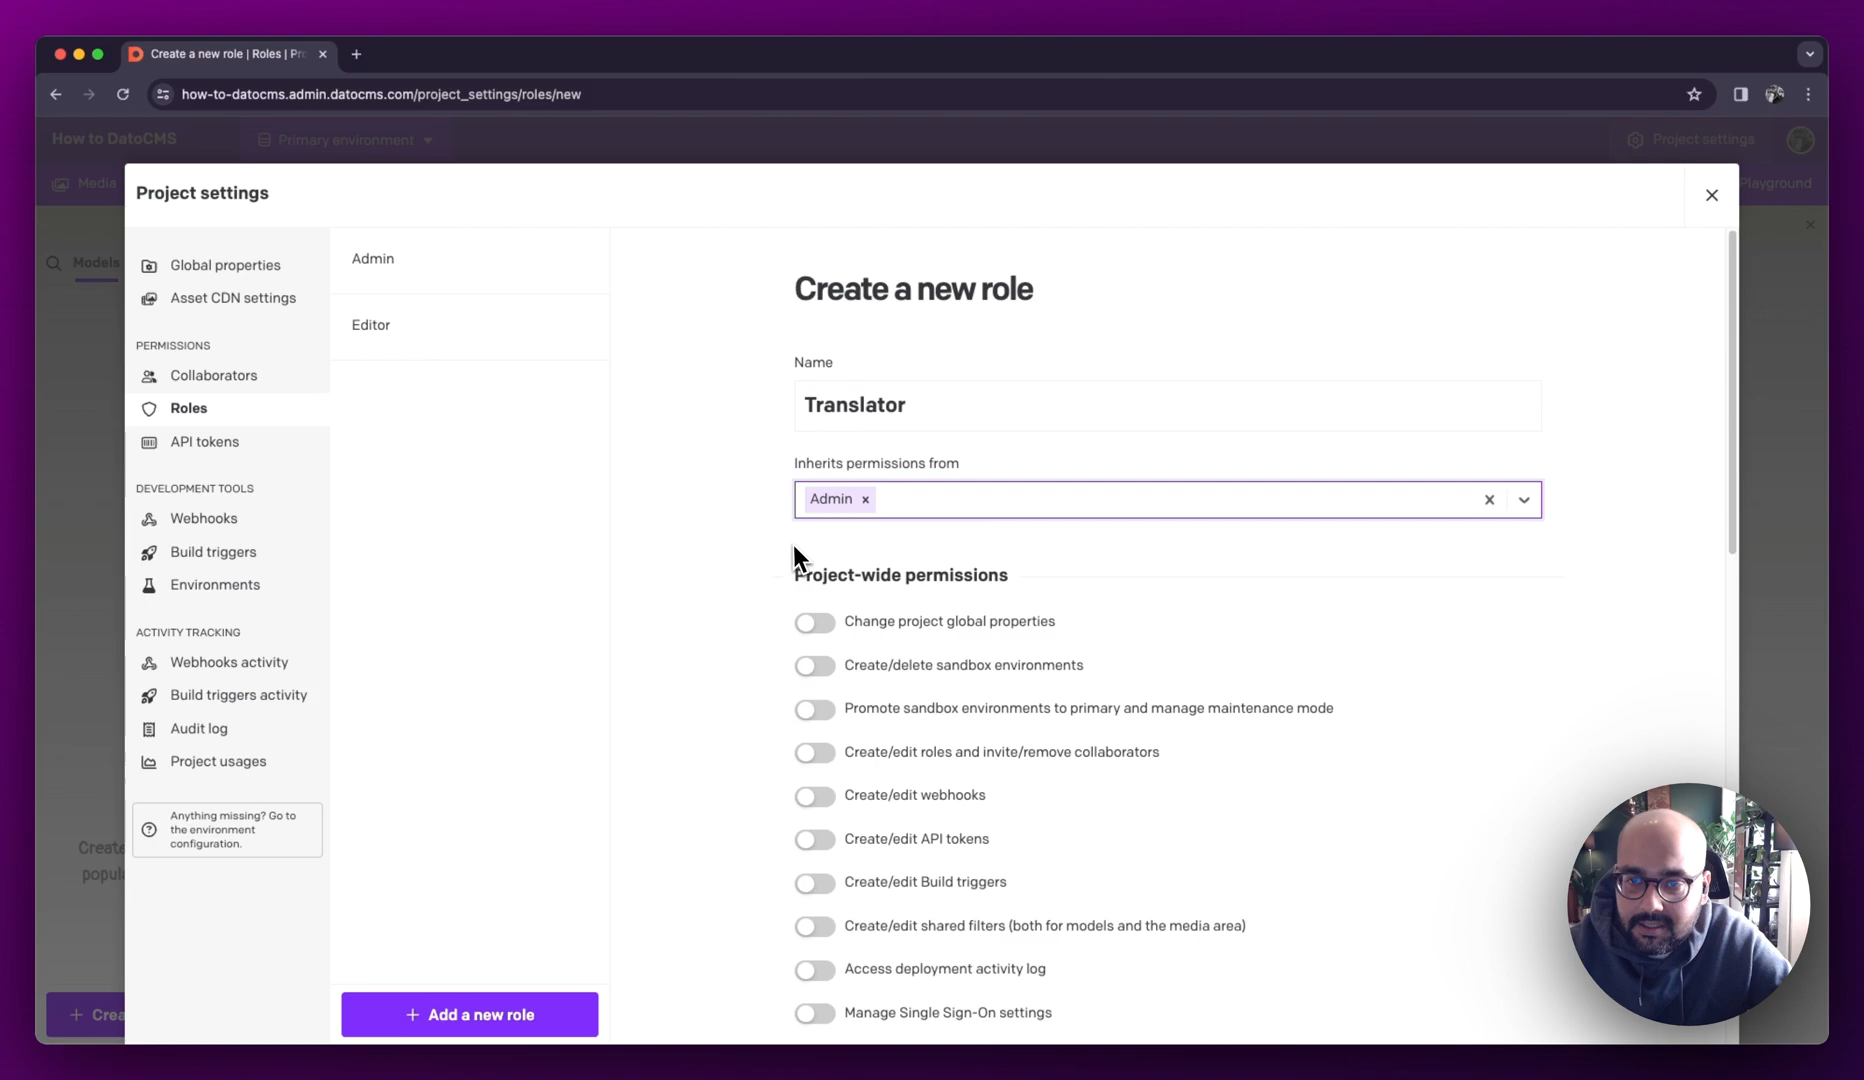 Create a new role | Roles | Pr
how-to-datocms.admin.datocms.com/project_settings/roles/new
How to DatoCMS
Primary environment
Project settings
Media
Playground
Project settings
Models
Global properties
Asset CDN settings
PERMISSIONS
Collaborators
Roles
API tokens
DEVELOPMENT TOOLS
Webhooks
Build triggers
Environments
ACTIVITY TRACKING
Webhooks activity
Build triggers activity
Audit log
Project usages
Anything missing? Go to
the environment
configuration.
Create
popula
+ Crea
Admin
Editor
+ Add a new role
Create a new role
Name
Translator
Inherits permissions from
Admin ×
Project-wide permissions
Change project global properties
Create/delete sandbox environments
Promote sandbox environments to primary and manage maintenance mode
Create/edit roles and invite/remove collaborators
Create/edit webhooks
Create/edit API tokens
Create/edit Build triggers
Create/edit shared filters (both for models and the media area)
Access deployment activity log
Manage Single Sign-On settings